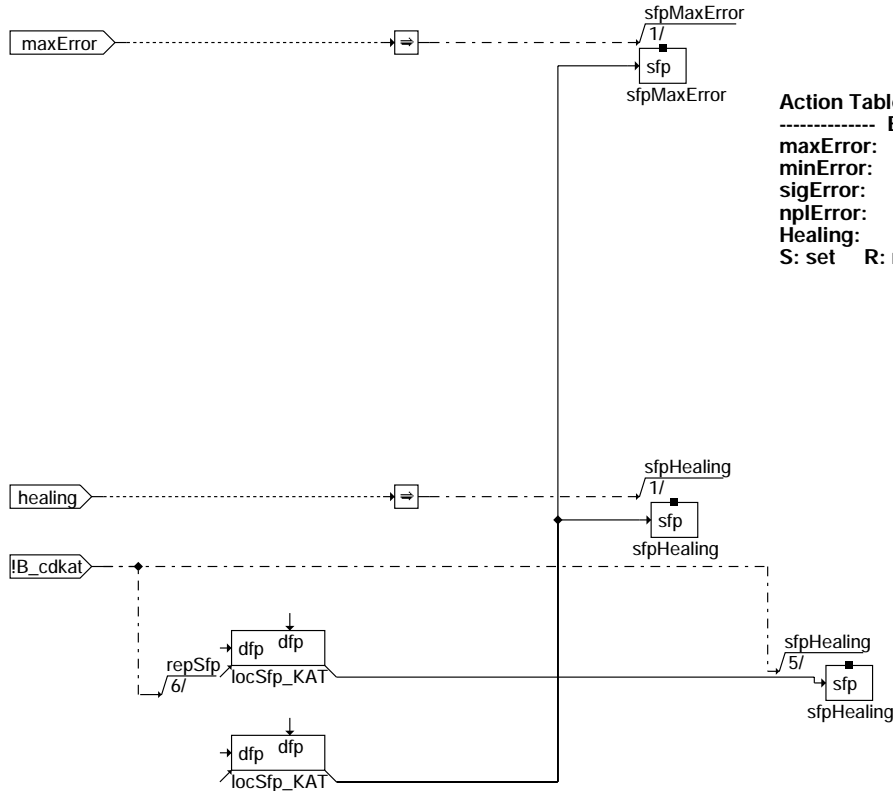 sfpMaxError
1/
maxError
⇒
sfp
sfpMaxError
Action Table
--------------
maxError:
minError:
sigError:
nplError:
Healing:
S: set R:
sfpHealing
1/
healing
⇒
sfp
sfpHealing
!B_cdkat
dfp dfp
locSfp_KAT
repSfp
6/
sfpHealing
5/
sfp
sfpHealing
dfp dfp
locSfp_KAT